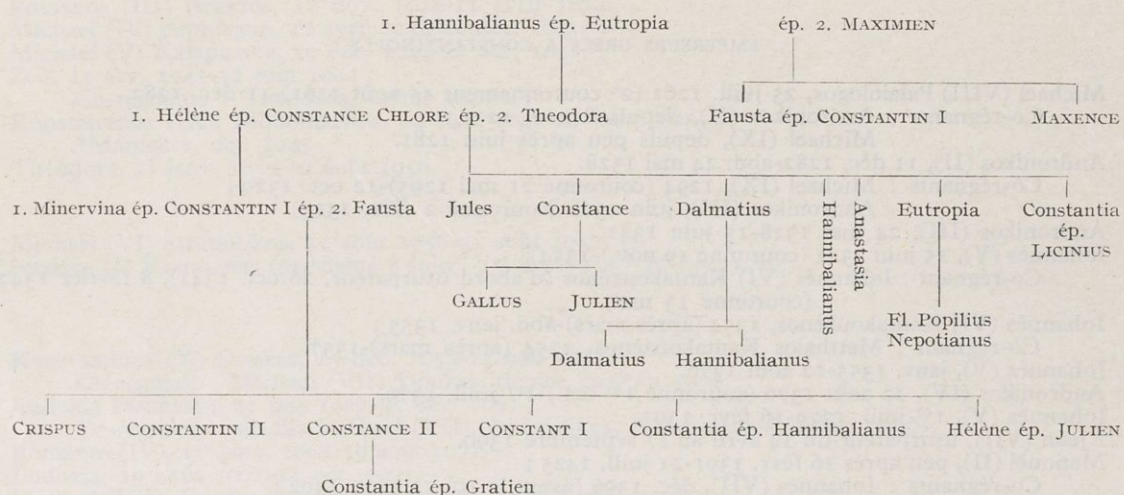 1. Hannibalianus ép. Eutropia ép. 2. MAXIMIEN
1. Hélène ép. CONSTANCE CHLORE ép. 2. Theodora Fausta ép. CONSTANTIN I MAXENCE
1. Minervina ép. CONSTANTIN I ép. 2. Fausta Jules Constance Dalmatius Hannibalianus Anastasia Eutropia Constantia
ép.
LICINIUS
GALLUS JULIEN
Fl. Popilius
Nepotianus
Dalmatius Hannibalianus
CRISPUS CONSTANTIN II CONSTANCE II CONSTANT I Constantia ép. Hannibalianus Hélène ép. JULIEN
Constantia ép. Gratien